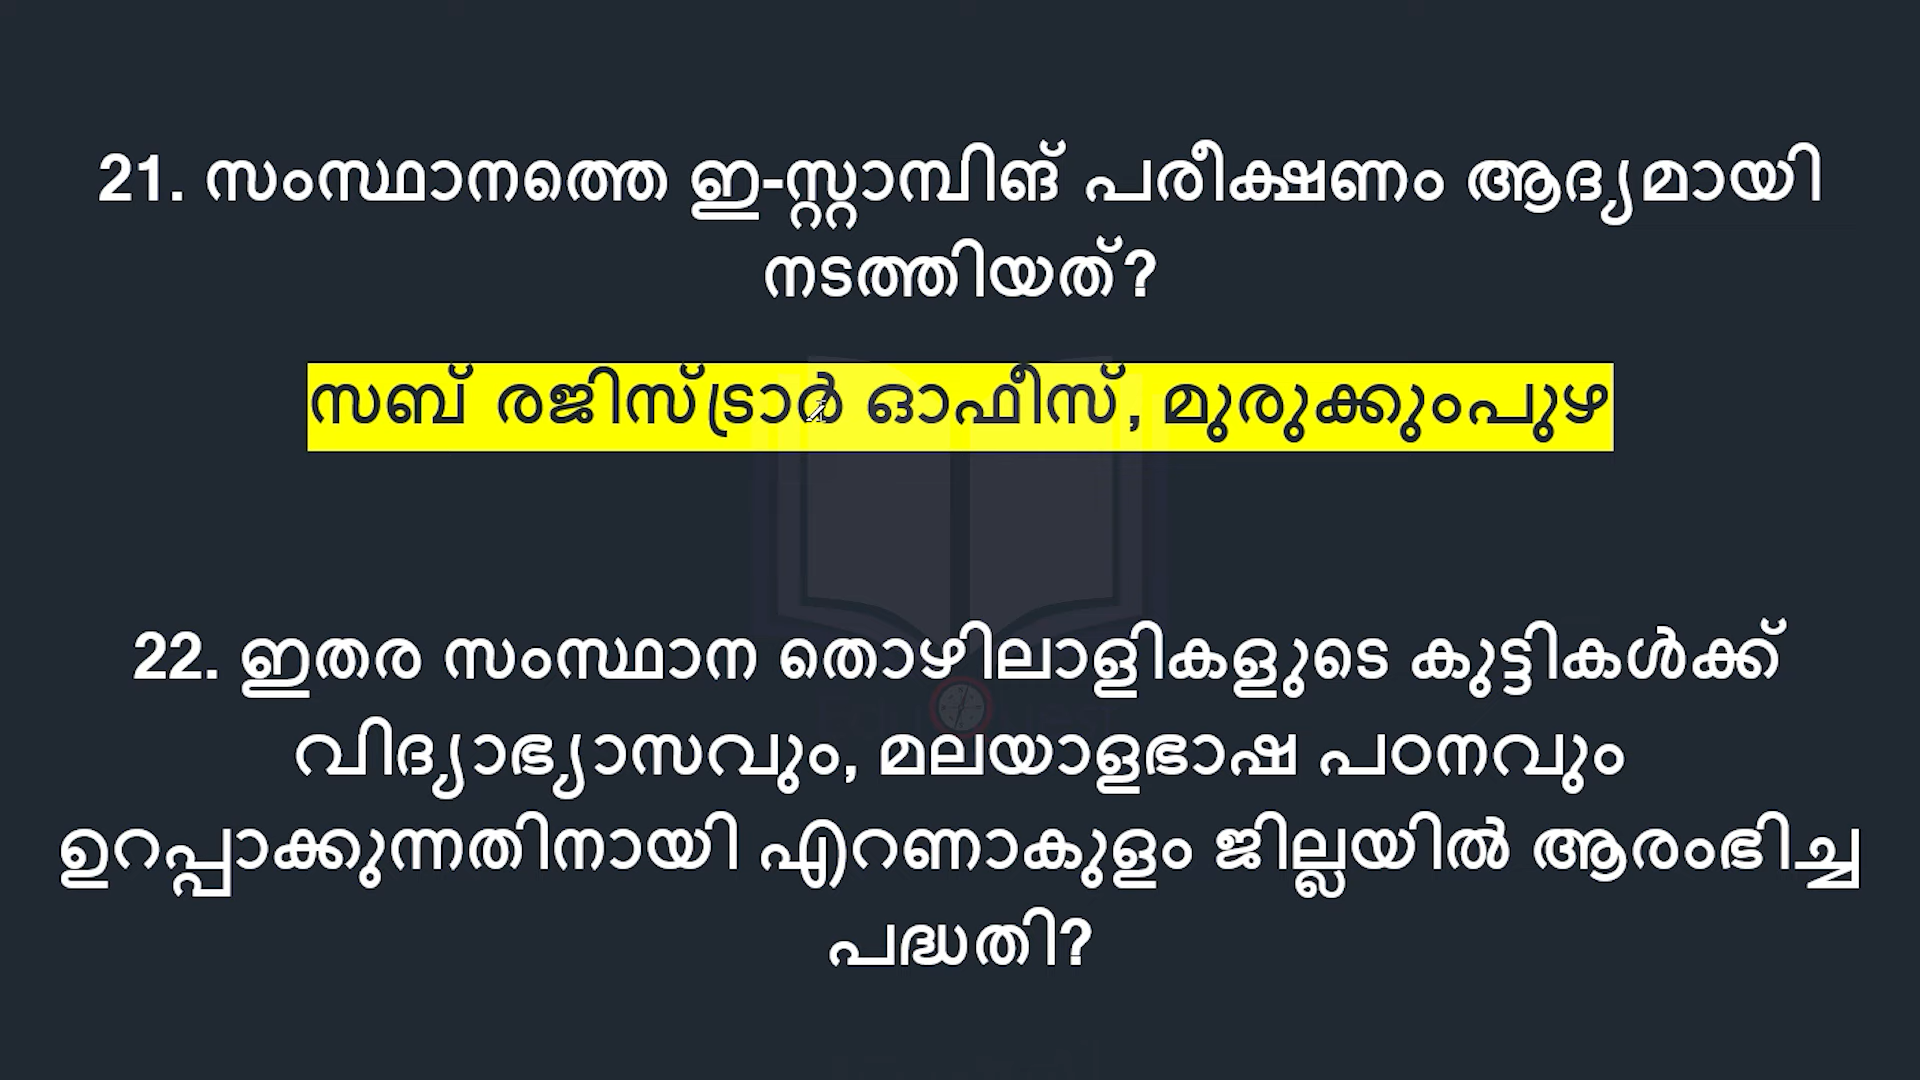 21. സംസ്ഥാനത്തെ ഇ-സ്റ്റാമ്പിങ് പരീക്ഷണം ആദ്യമായി
നടത്തിയത്?
സബ് രജിസ്ട്രാർ ഓഫീസ്, മുരുക്കുംപുഴ
22. ഇതര സംസ്ഥാന തൊഴിലാളികളുടെ കുട്ടികൾക്ക്
വിദ്യാഭ്യാസവും, മലയാളഭാഷ പഠനവും
ഉറപ്പാക്കുന്നതിനായി എറണാകുളം ജില്ലയിൽ ആരംഭിച്ച
പദ്ധതി?